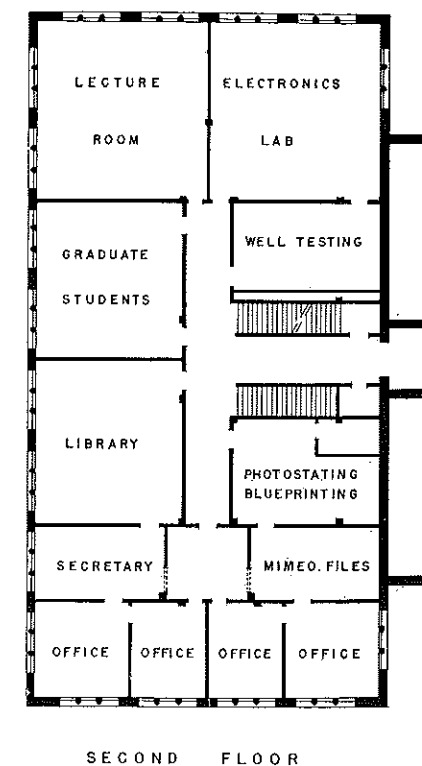 LECTURE
ROOM
ELECTRONICS
LAB
GRADUATE
STUDENTS
WELL TESTING
LIBRARY
PHOTOSTATING
BLUEPRINTING
SECRETARY
MIMEO. FILES
OFFICE
OFFICE
OFFICE
OFFICE
SECOND FLOOR